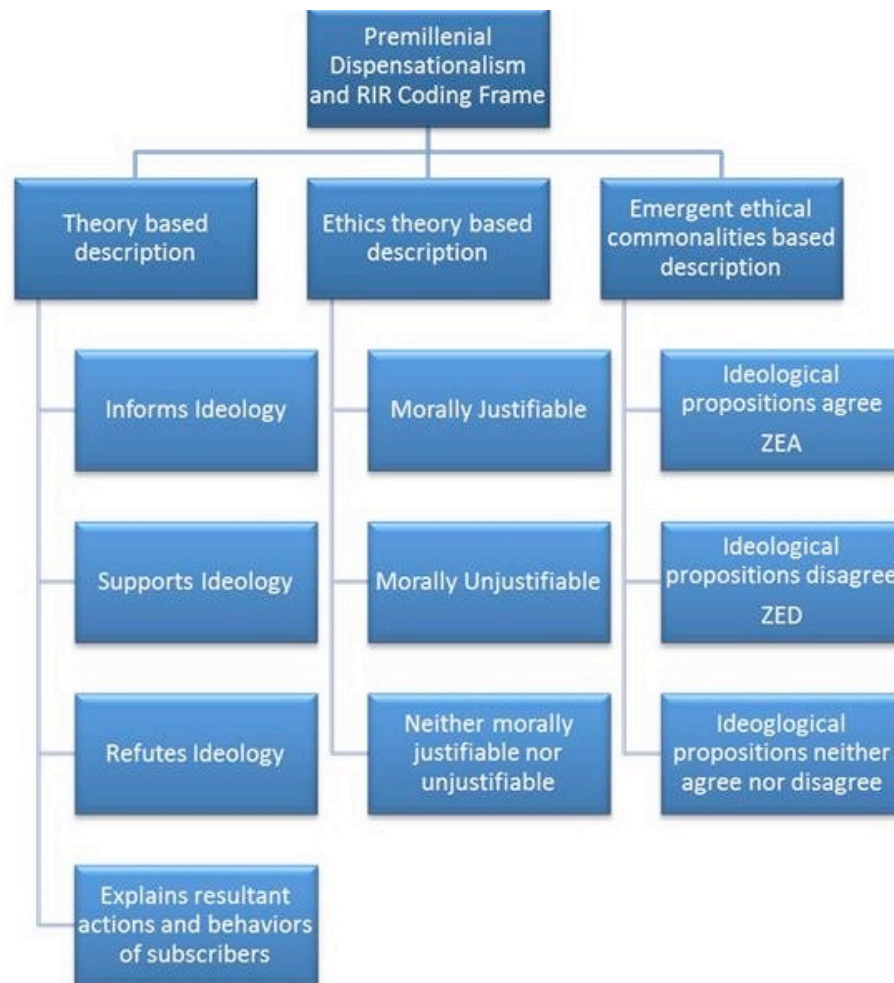 Premillenial
Dispensationalism
and RIR Coding Frame
Theory based
description
Ethics theory based
description
Emergent ethical
commonalities based
description
Informs Ideology
Morally Justifiable
Ideological
propositions agree
ZEA
Supports Ideology
Morally Unjustifiable
Ideological
propositions disagree
ZED
Refutes Ideology
Neither morally
justifiable nor
unjustifiable
Ideoglogical
propositions neither
agree nor disagree
Explains resultant
actions and behaviors
of subscribers